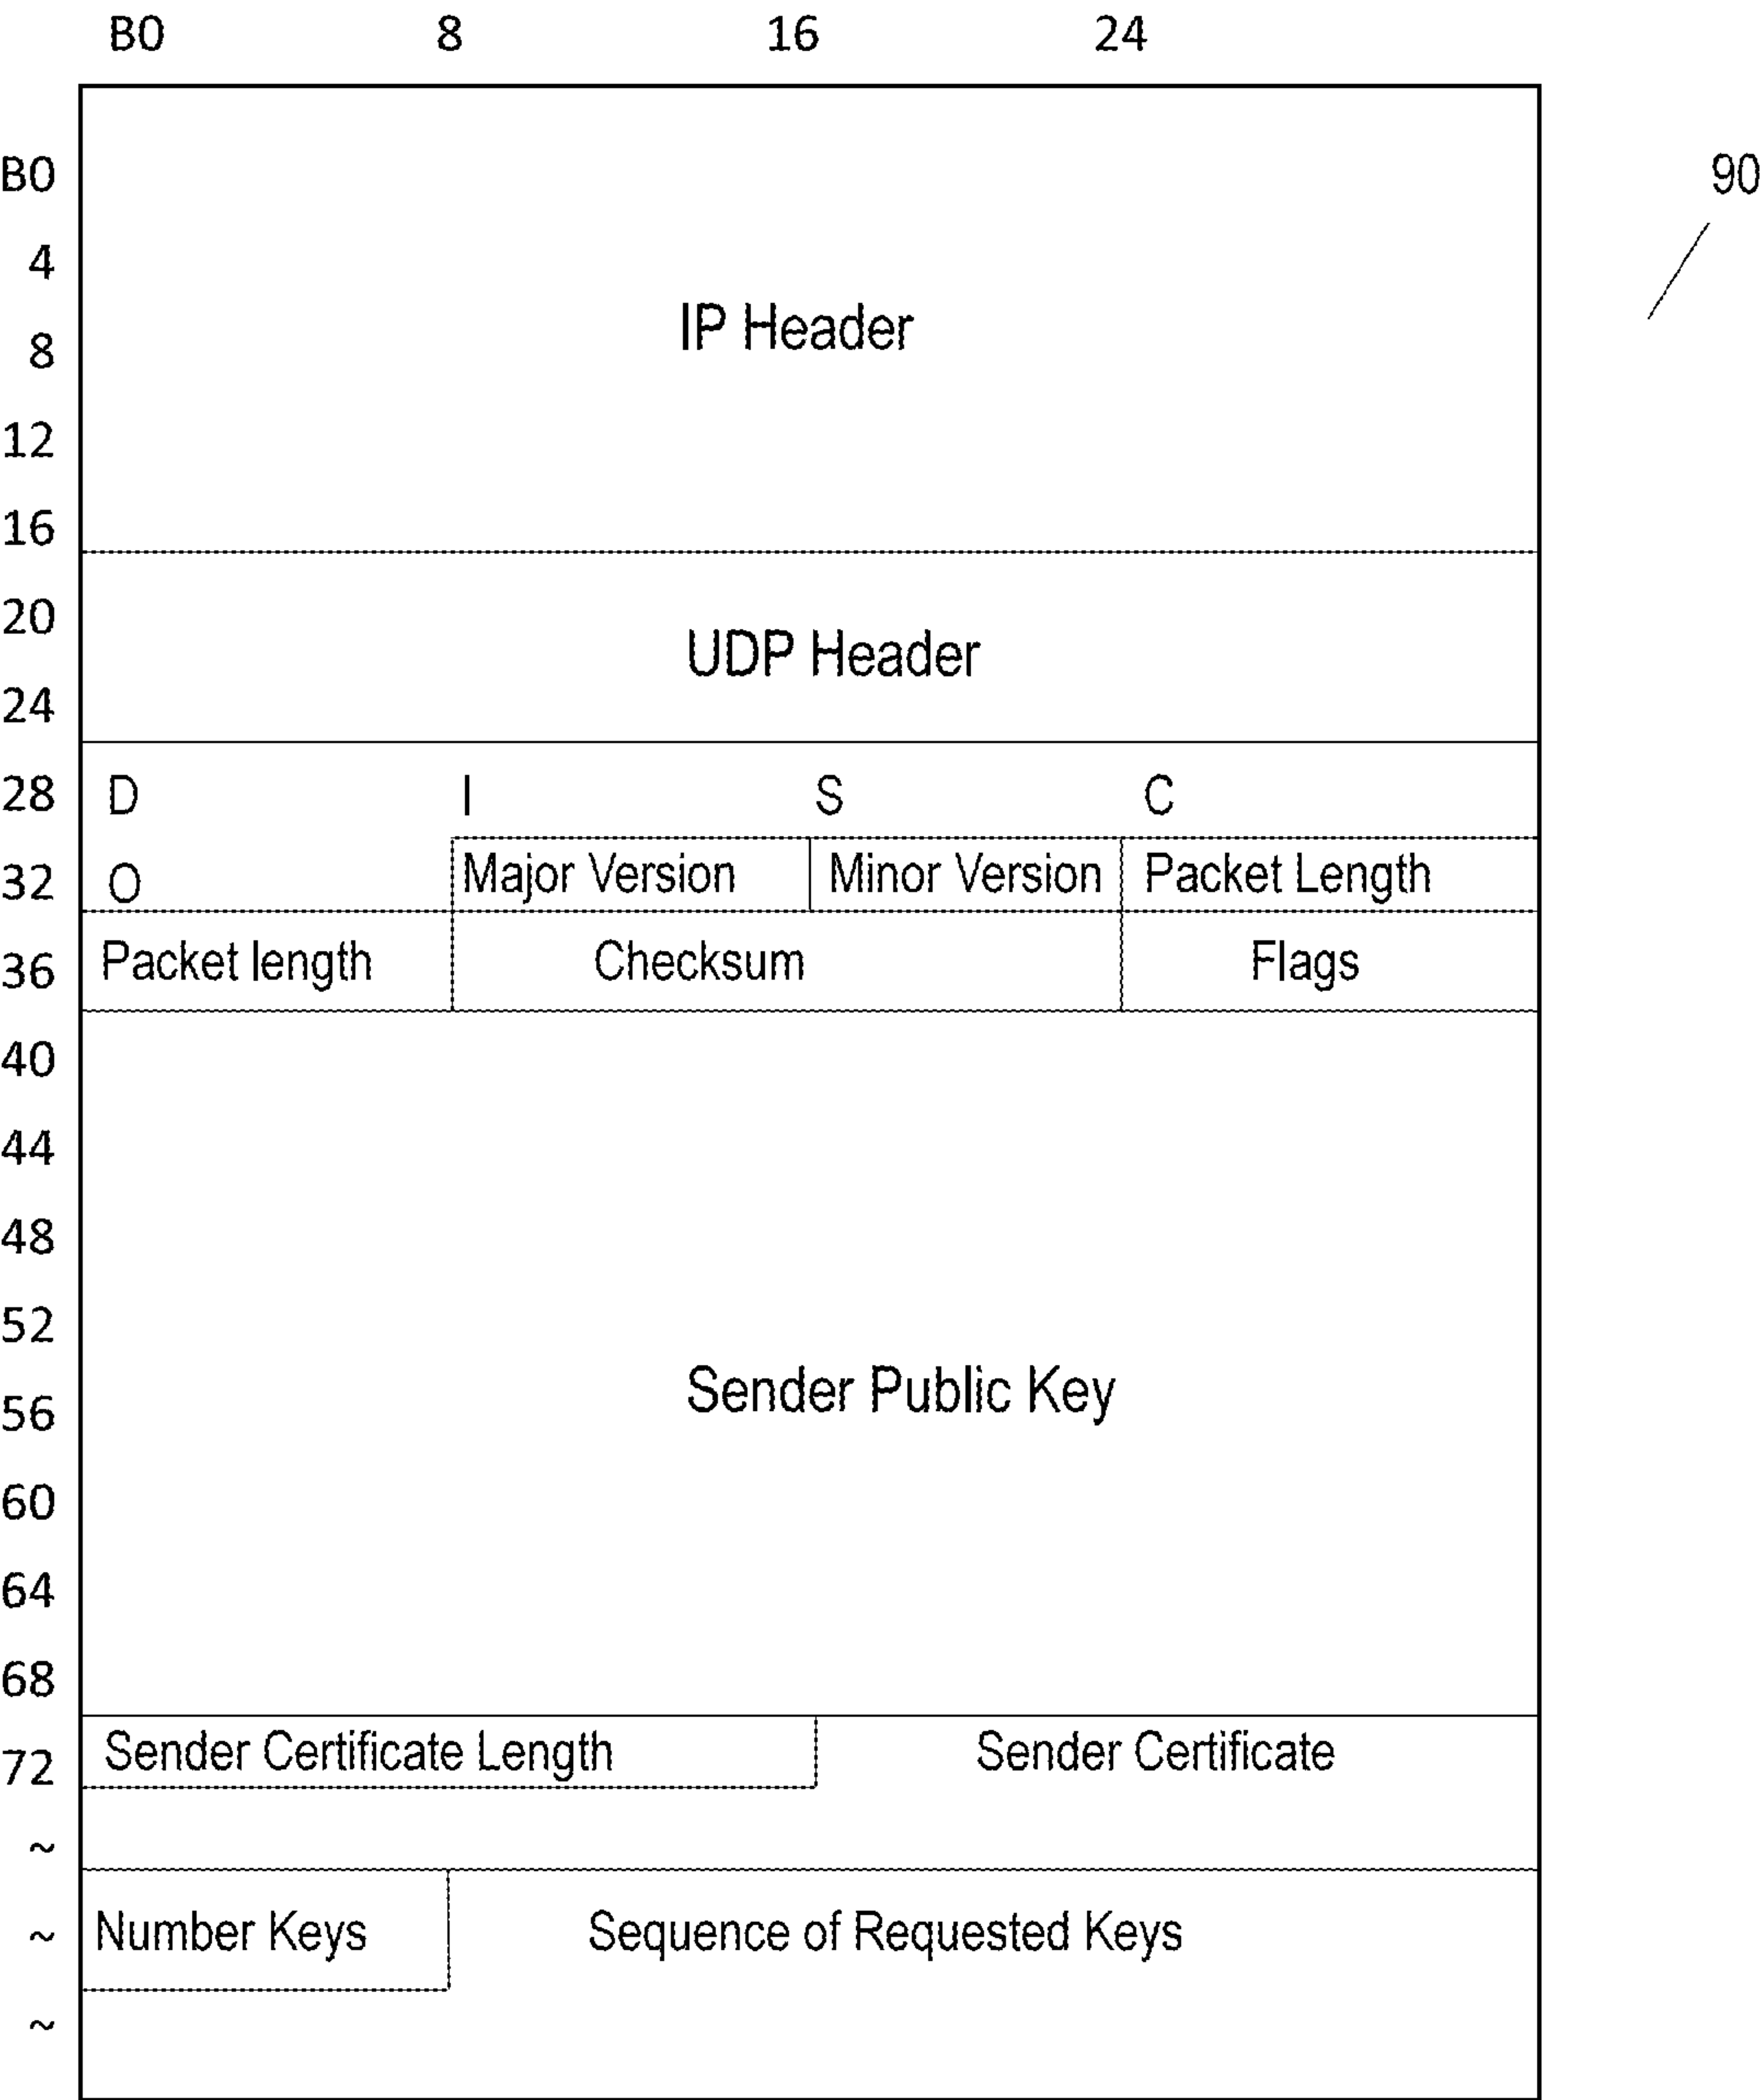 B0 8 16 24
B0 90
4
8 IP Header
12
16
20 UDP Header
24
28 D I S C
32 O Major Version Minor Version Packet Length
36 Packet length Checksum Flags
40
44
48
52
56 Sender Public Key
60
64
68
72 Sender Certificate Length Sender Certificate
~
~ Number Keys Sequence of Requested Keys
~